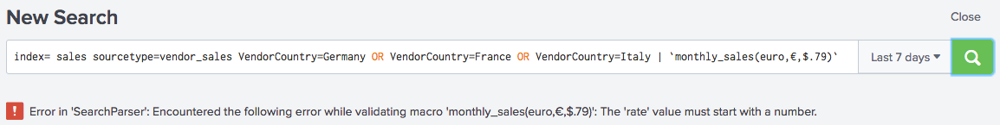 New Search
Close
index= sales sourcetype=vendor_sales VendorCountry=Germany OR VendorCountry=France OR VendorCountry=Italy | `monthly_sales(euro,€,$.79)`
Last 7 days
! Error in 'SearchParser': Encountered the following error while validating macro 'monthly_sales(euro,€,$.79)': The 'rate' value must start with a number.